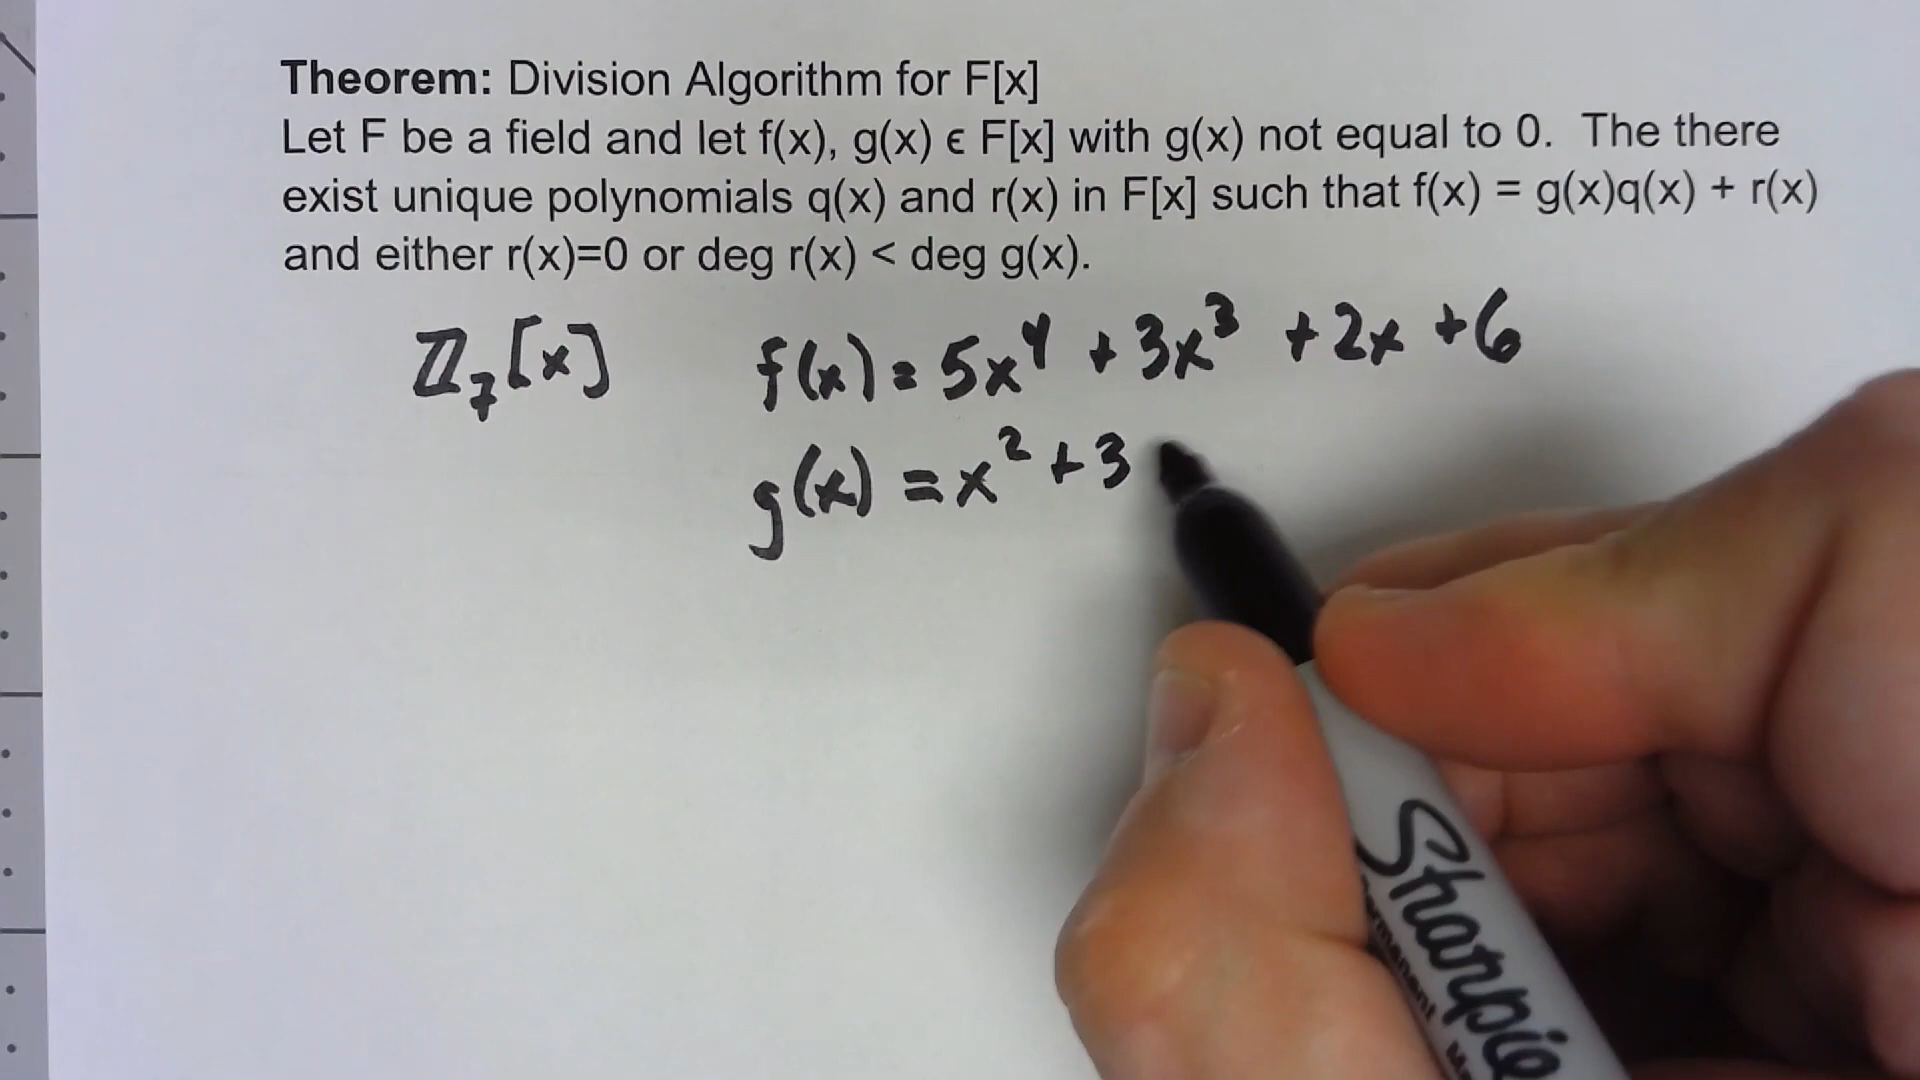 Theorem: Division Algorithm for F[x]
Let F be a field and let f(x), g(x) ϵ F[x] with g(x) not equal to 0. The there
exist unique polynomials q(x) and r(x) in F[x] such that f(x) = g(x)q(x) + r(x)
and either r(x)=0 or deg r(x) < deg g(x).
ℤ₇[x] f(x) = 5x⁴ + 3x³ + 2x + 6
g(x) = x² + 3
Sharpie